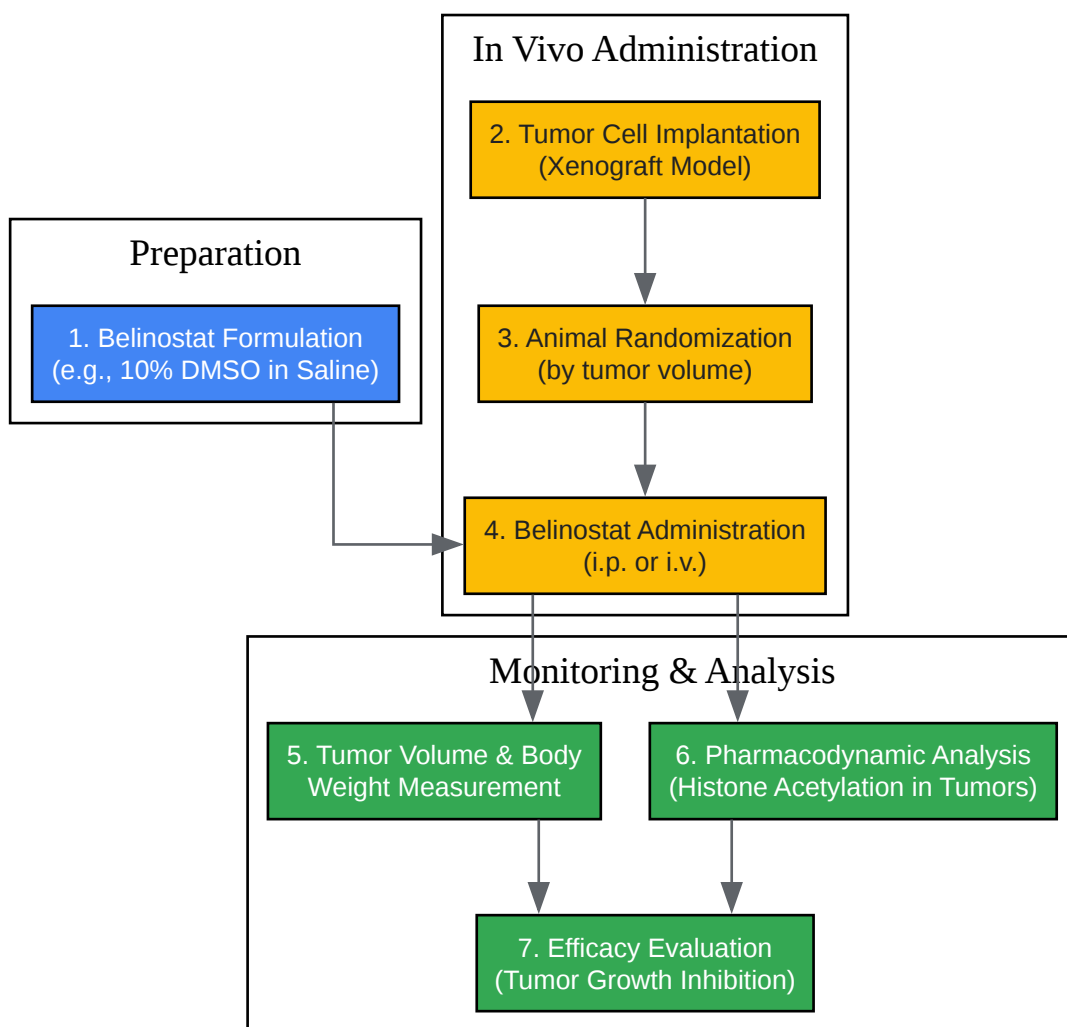 In Vivo Administration
2. Tumor Cell Implantation
(Xenograft Model)
Preparation
1. Belinostat Formulation
(e.g., 10% DMSO in Saline)
3. Animal Randomization
(by tumor volume)
4. Belinostat Administration
(i.p. or i.v.)
Monitoring & Analysis
5. Tumor Volume & Body
Weight Measurement
6. Pharmacodynamic Analysis
(Histone Acetylation in Tumors)
7. Efficacy Evaluation
(Tumor Growth Inhibition)